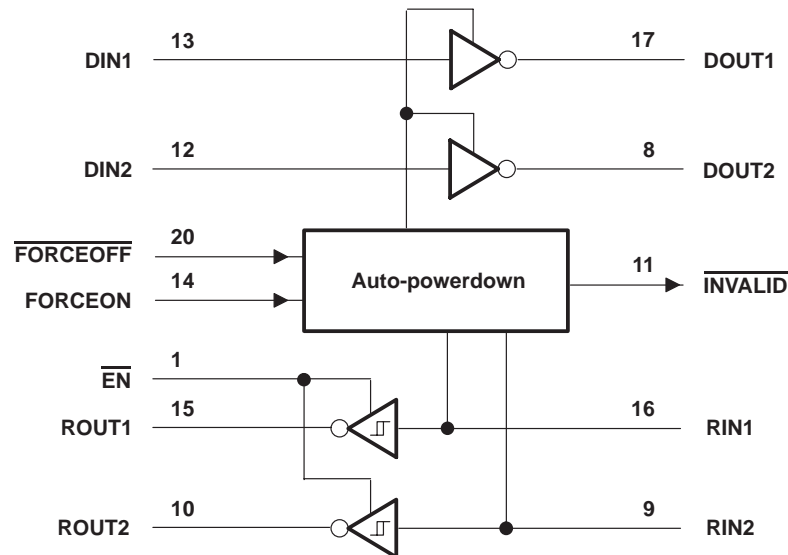 DIN1 13 17 DOUT1
DIN2 12 8 DOUT2
FORCEOFF 20
FORCEON 14
Auto-powerdown
11 INVALID
EN 1
ROUT1 15 16 RIN1
ROUT2 10 9 RIN2